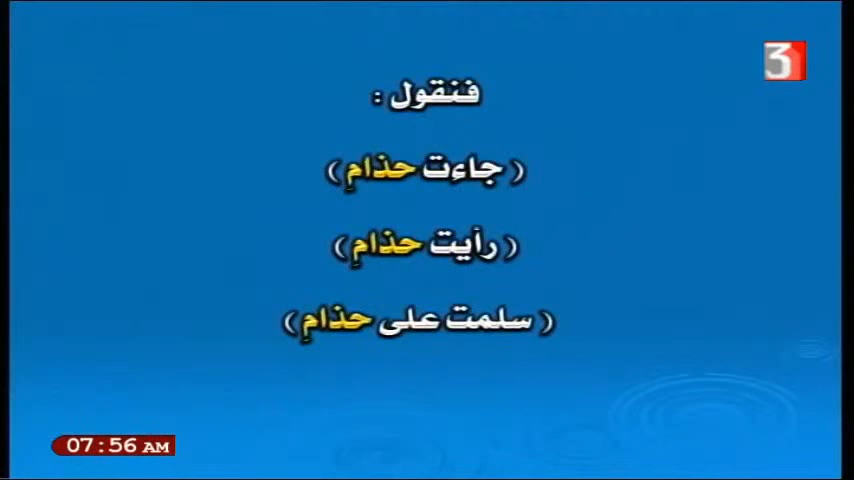 3
فنقول :
( جاءت حذامِ )
( رأيت حذامِ )
( سلمت على حذامِ )
07:56 AM